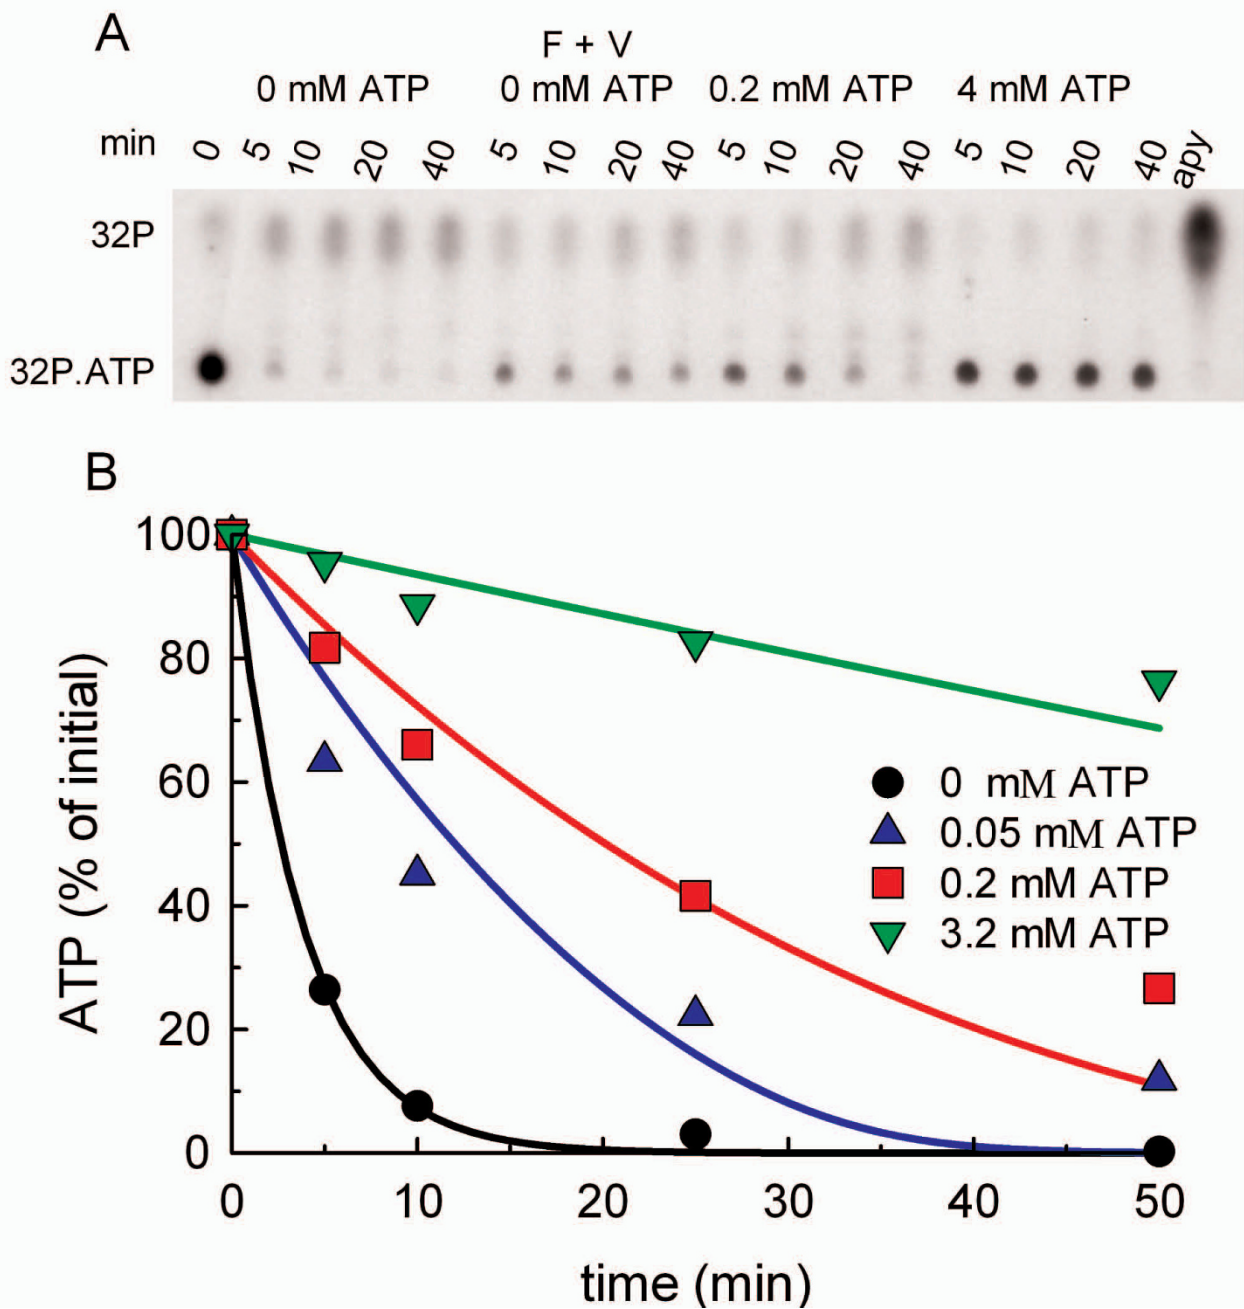 A
F + V
0 mM ATP 0 mM ATP 0.2 mM ATP 4 mM ATP
min 0 5 10 20 40 5 10 20 40 5 10 20 40 5 10 20 40 apy
32P
32P.ATP
B
100
80
60
40
20
0
ATP (% of initial)
0 mM ATP
0.05 mM ATP
0.2 mM ATP
3.2 mM ATP
0 10 20 30 40 50
time (min)